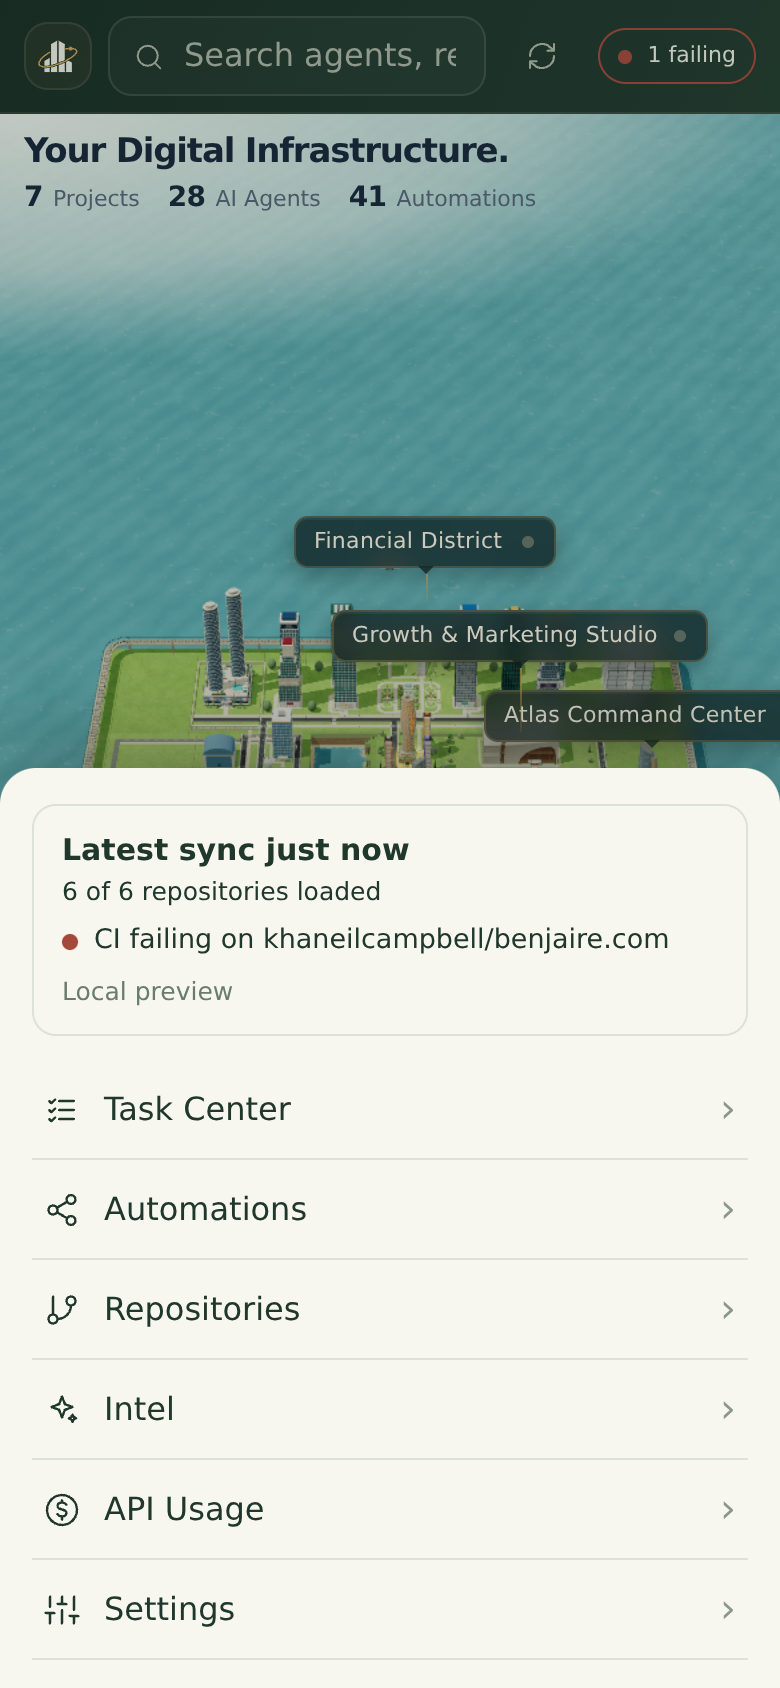 Search agents, re
1 failing
Your Digital Infrastructure.
7 Projects 28 AI Agents 41 Automations
Financial District
Growth & Marketing Studio
Atlas Command Center
Latest sync just now
6 of 6 repositories loaded
CI failing on khaneilcampbell/benjaire.com
Local preview
Task Center
Automations
Repositories
Intel
API Usage
Settings